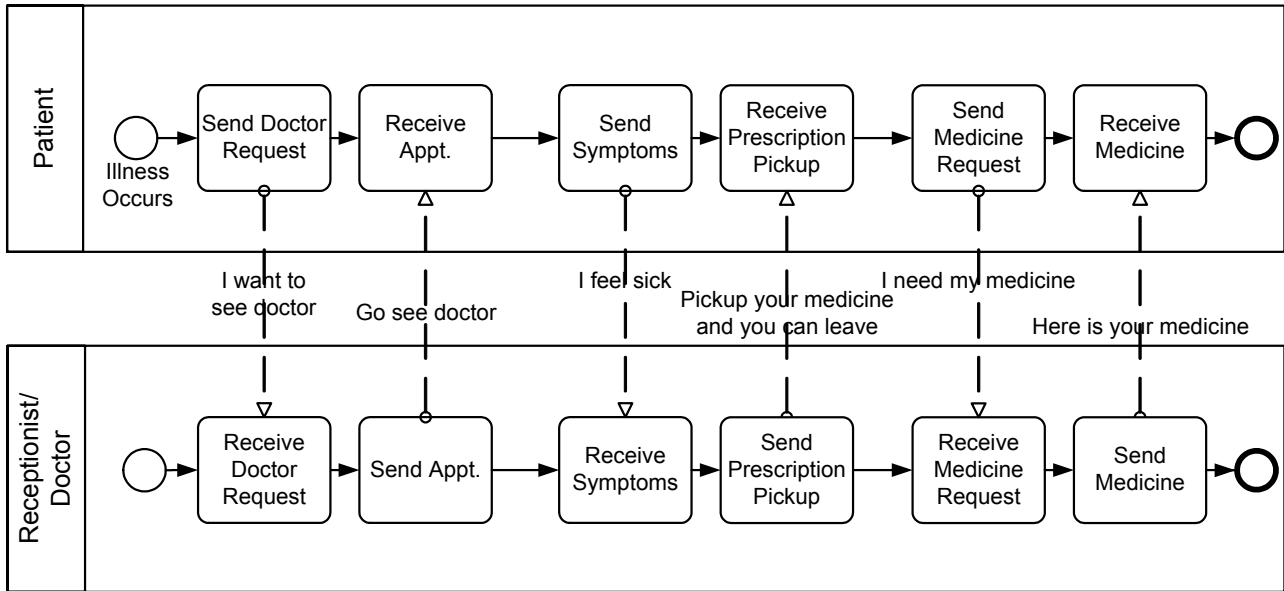 Patient
Illness
Occurs
Send Doctor
Request
Receive
Appt.
Send
Symptoms
Receive
Prescription
Pickup
Send
Medicine
Request
Receive
Medicine
I want to
see doctor
Go see doctor
I feel sick
Pickup your medicine
and you can leave
I need my medicine
Here is your medicine
Receptionist/
Doctor
Receive
Doctor
Request
Send Appt.
Receive
Symptoms
Send
Prescription
Pickup
Receive
Medicine
Request
Send
Medicine